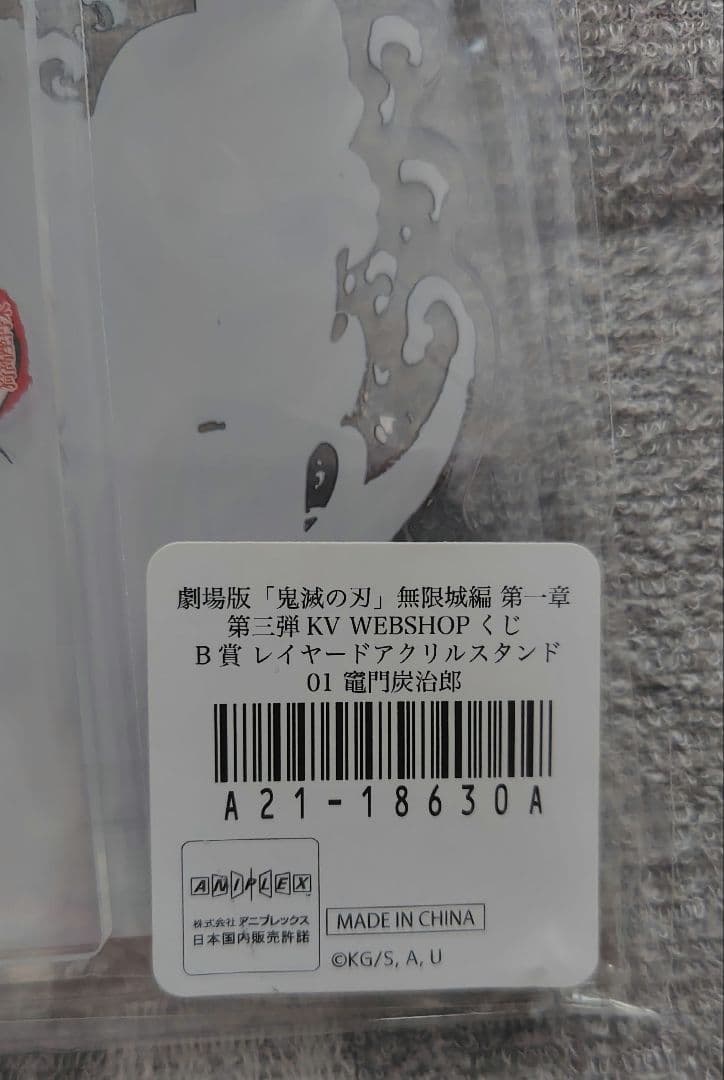 劇場版「鬼滅の刃」無限城編 第一章
第三弾 KV WEBSHOP くじ
B 賞 レイヤードアクリルスタンド
01 竈門炭治郎
A21-18630A
ANIPLEX
株式会社 アニプレックス
日本国内販売許諾
MADE IN CHINA
©KG/S, A, U